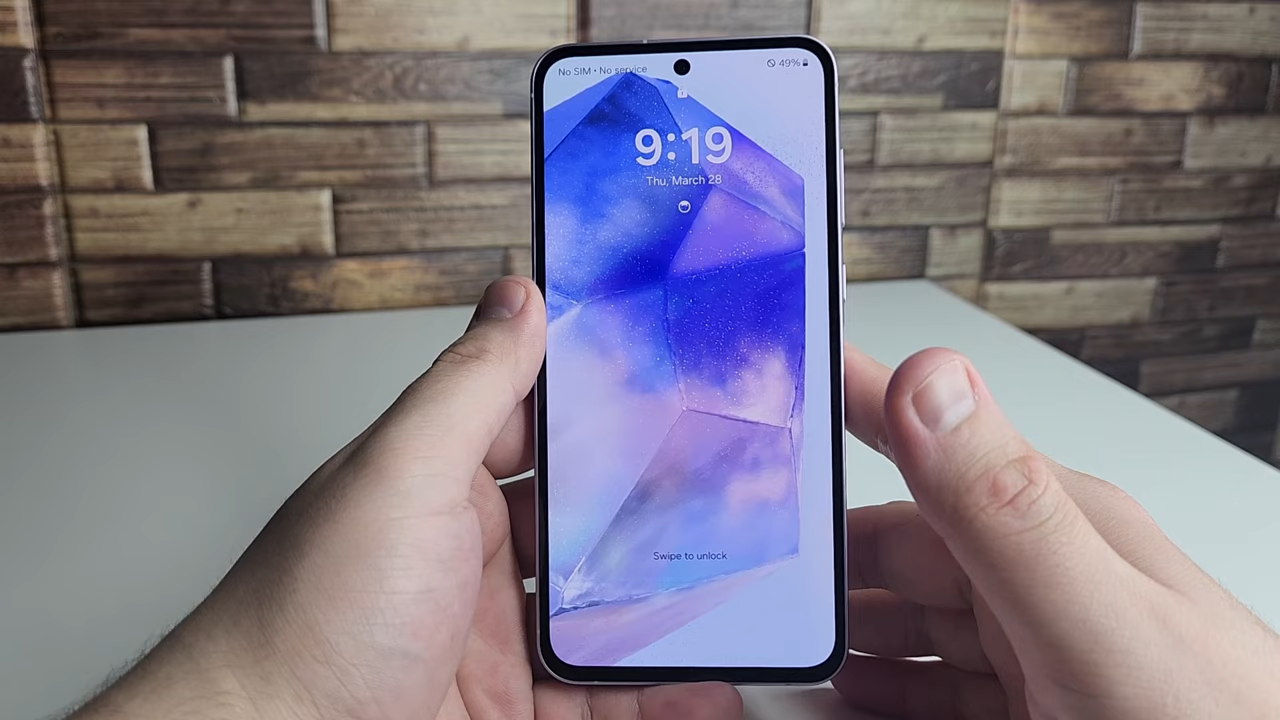 No SIM • No service
49%
9:19
Thu, March 28
Swipe to unlock